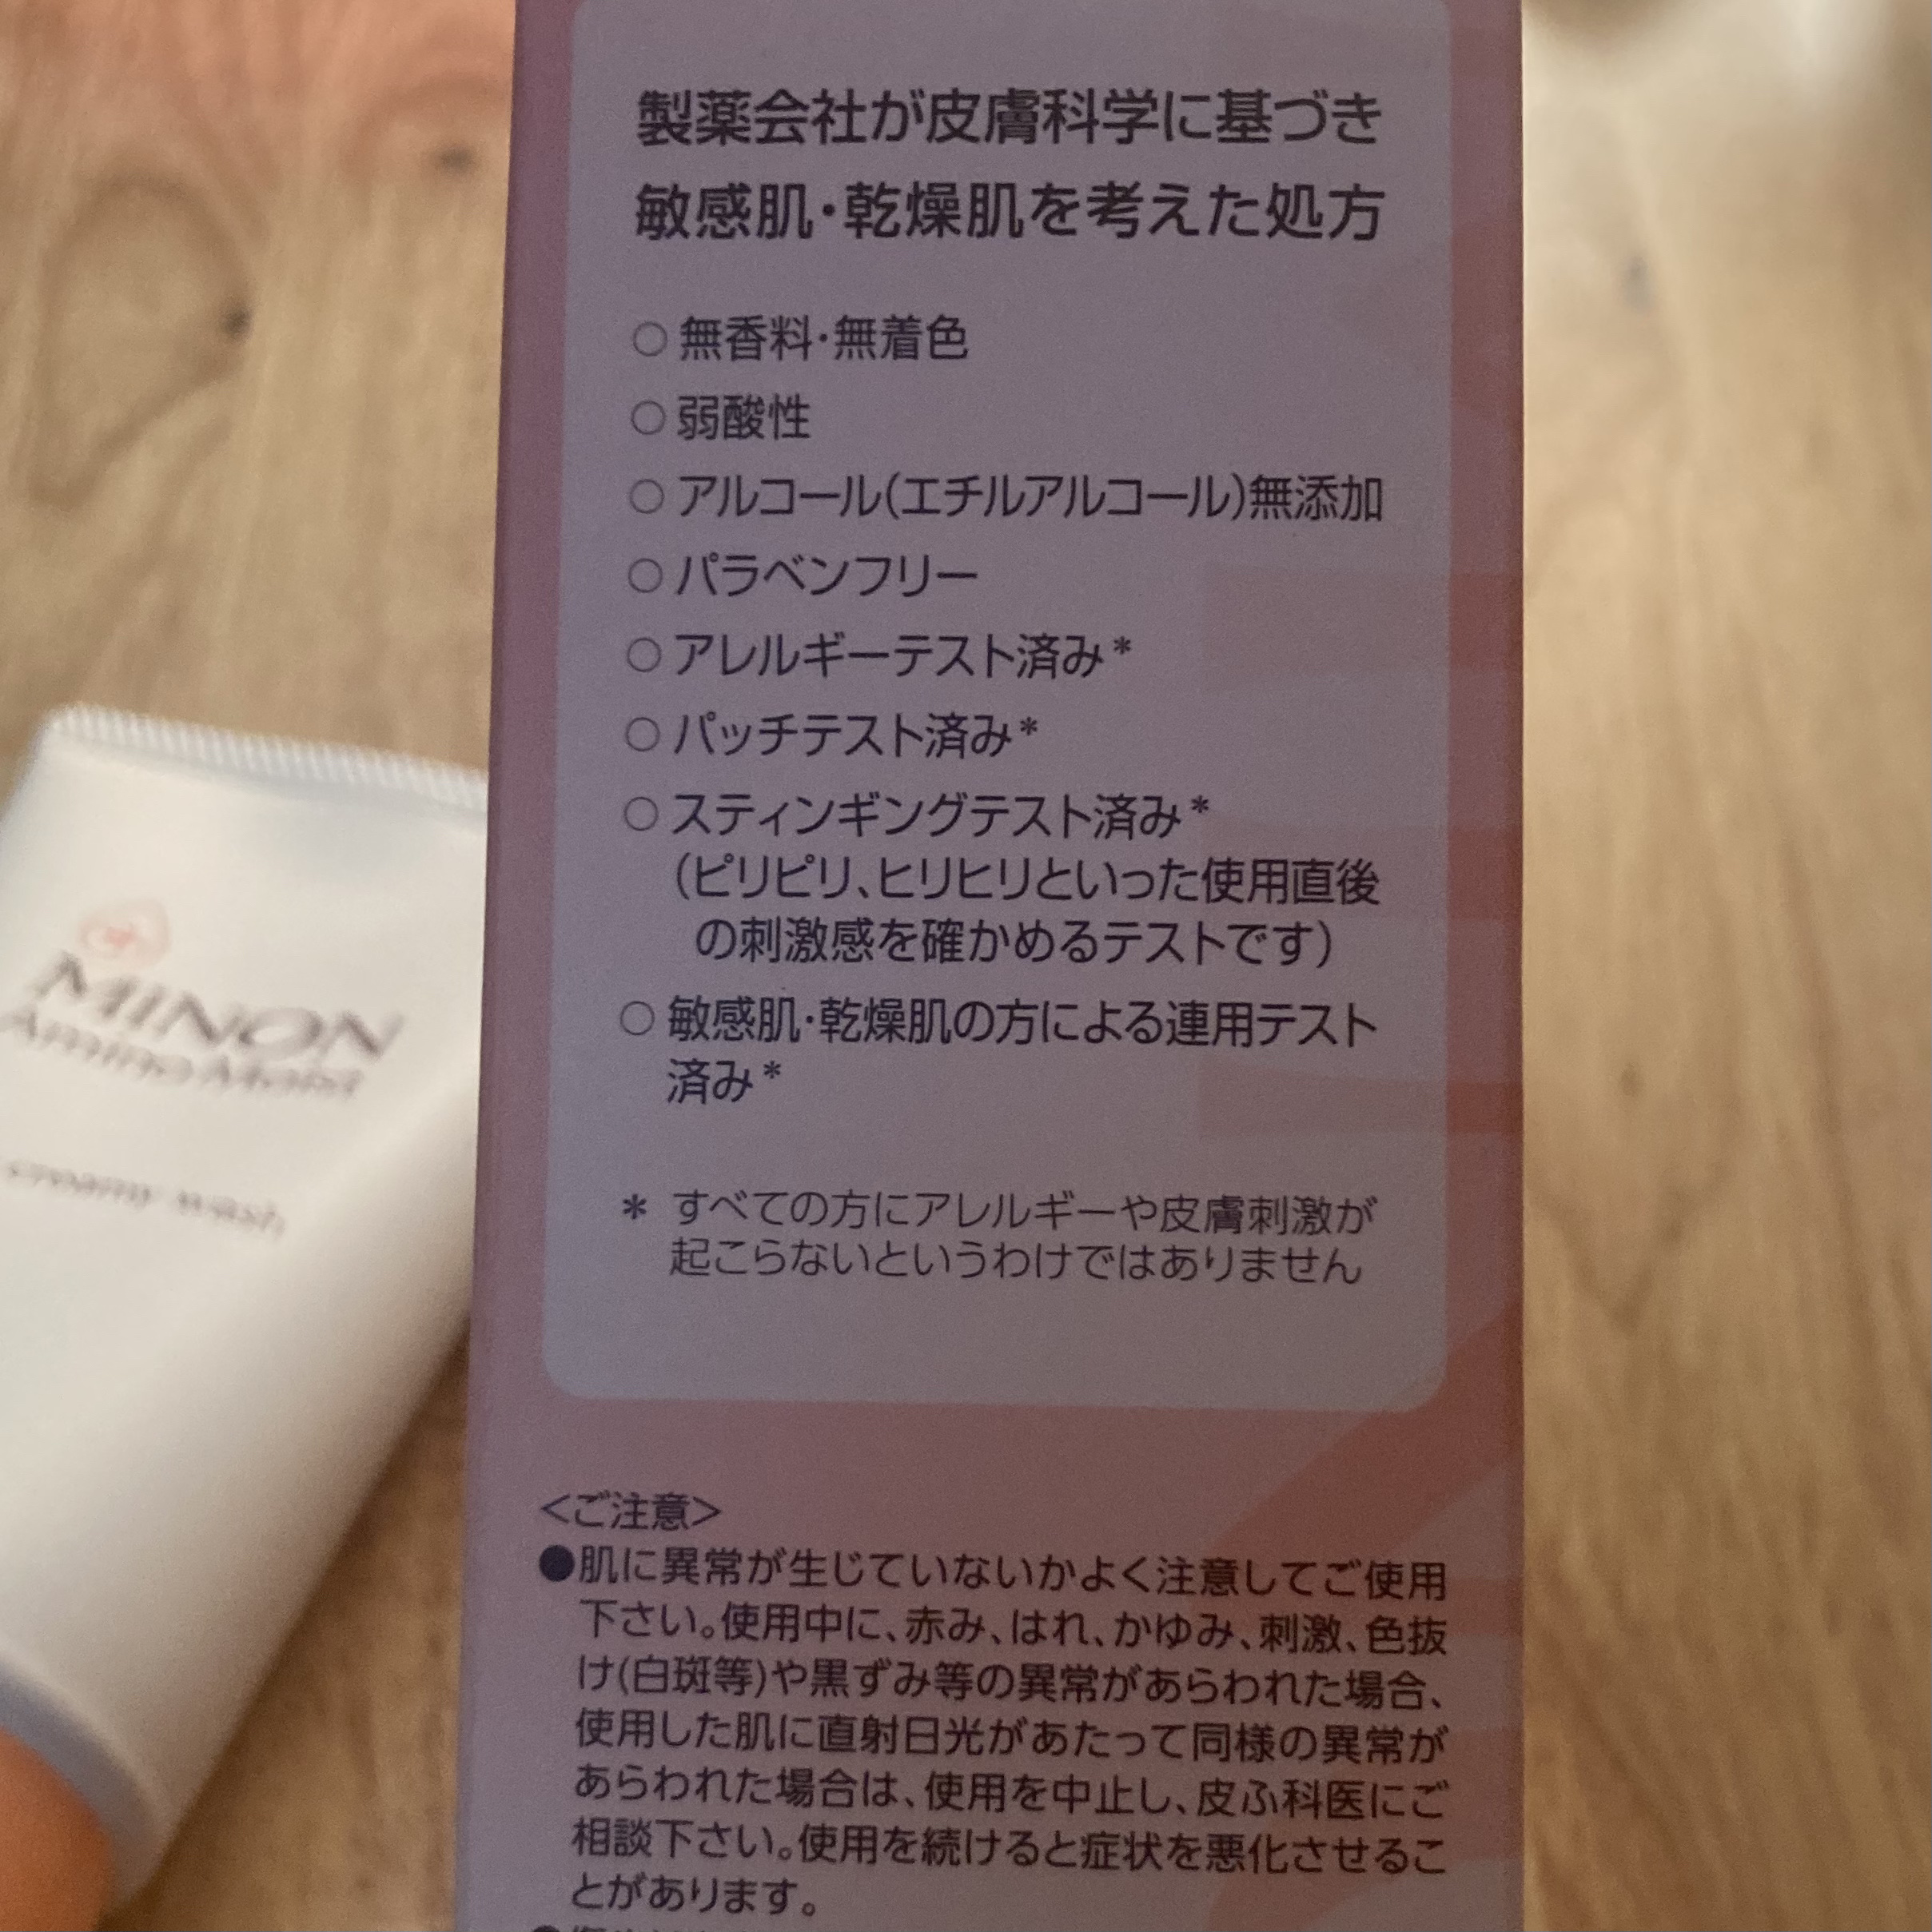 製薬会社が皮膚科学に基づき
敏感肌・乾燥肌を考えた処方
○ 無香料・無着色
○ 弱酸性
○ アルコール(エチルアルコール)無添加
○ パラベンフリー
○ アレルギーテスト済み*
○ パッチテスト済み*
○ スティンギングテスト済み*
(ピリピリ、ヒリヒリといった使用直後
の刺激感を確かめるテストです)
○ 敏感肌・乾燥肌の方による連用テスト
済み*
* すべての方にアレルギーや皮膚刺激が
起こらないというわけではありません
<ご注意>
●肌に異常が生じていないかよく注意してご使用
下さい。使用中に、赤み、はれ、かゆみ、刺激、色抜
け(白斑等)や黒ずみ等の異常があらわれた場合、
使用した肌に直射日光があたって同様の異常が
あらわれた場合は、使用を中止し、皮ふ科医にご
相談下さい。使用を続けると症状を悪化させるこ
とがあります。
MINON
Amino Moist
creamy wash